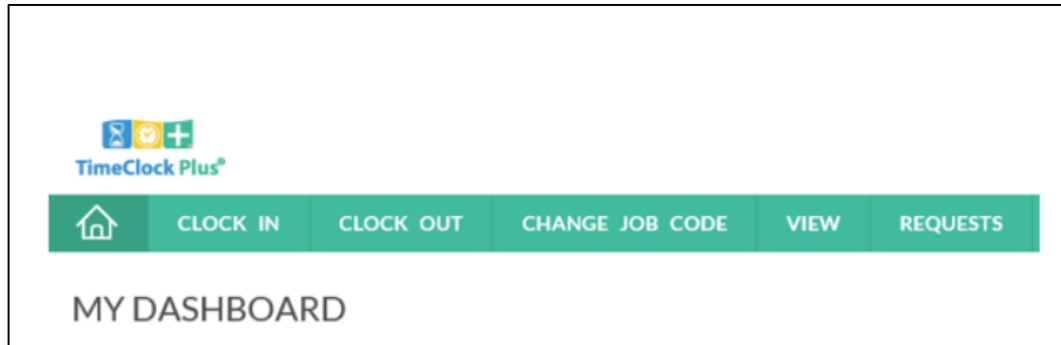 TimeClock Plus®
CLOCK IN CLOCK OUT CHANGE JOB CODE VIEW REQUESTS
MY DASHBOARD